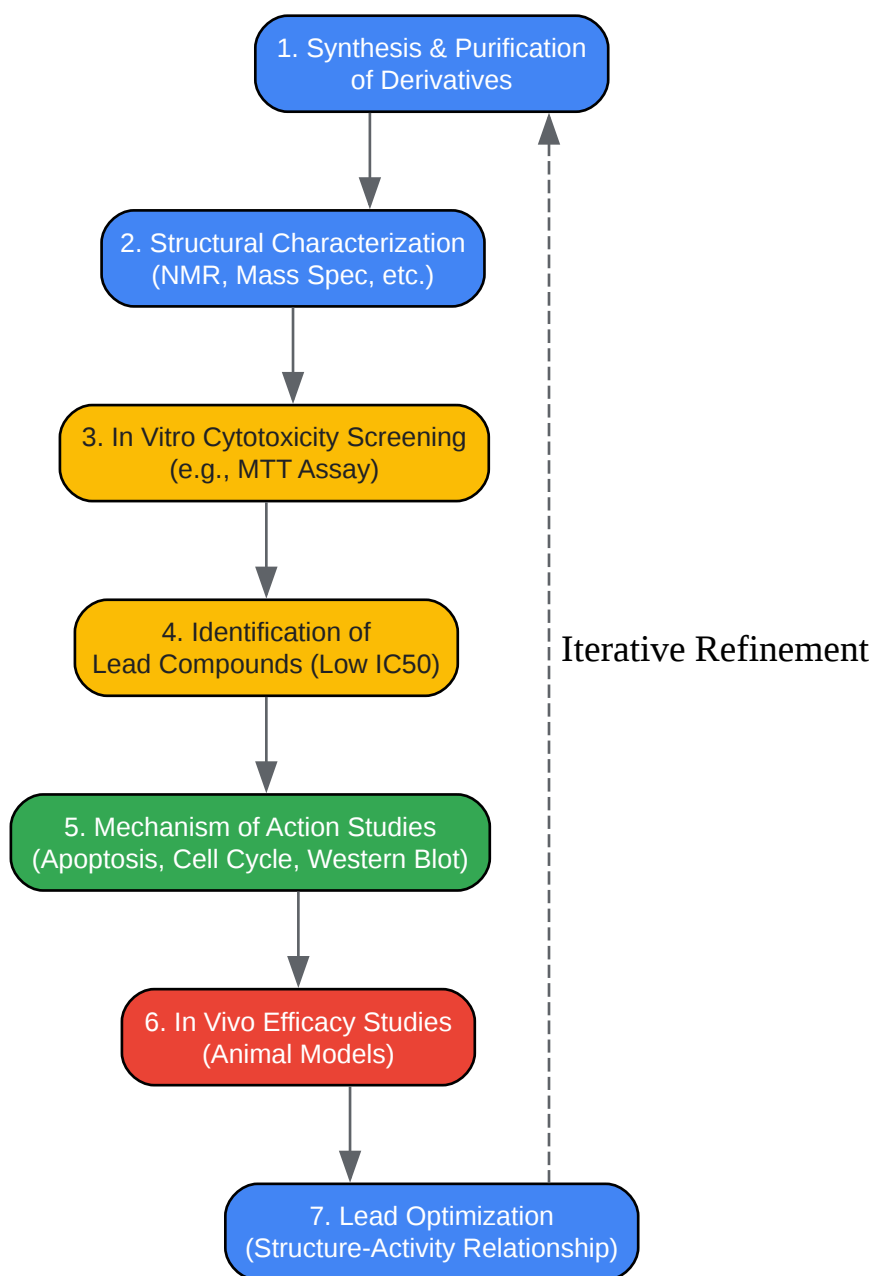 1. Synthesis & Purification
of Derivatives
2. Structural Characterization
(NMR, Mass Spec, etc.)
3. In Vitro Cytotoxicity Screening
(e.g., MTT Assay)
4. Identification of
Lead Compounds (Low IC50)
Iterative Refinement
5. Mechanism of Action Studies
(Apoptosis, Cell Cycle, Western Blot)
6. In Vivo Efficacy Studies
(Animal Models)
7. Lead Optimization
(Structure-Activity Relationship)